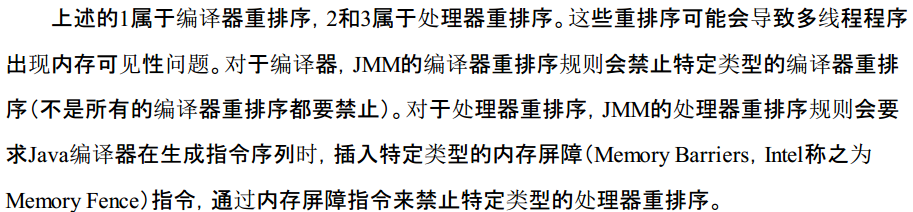 上述的1属于编译器重排序，2和3属于处理器重排序。这些重排序可能会导致多线程程序
出现内存可见性问题。对于编译器，JMM的编译器重排序规则会禁止特定类型的编译器重排
序（不是所有的编译器重排序都要禁止）。对于处理器重排序，JMM的处理器重排序规则会要
求Java编译器在生成指令序列时，插入特定类型的内存屏障（Memory Barriers，Intel称之为
Memory Fence）指令，通过内存屏障指令来禁止特定类型的处理器重排序。